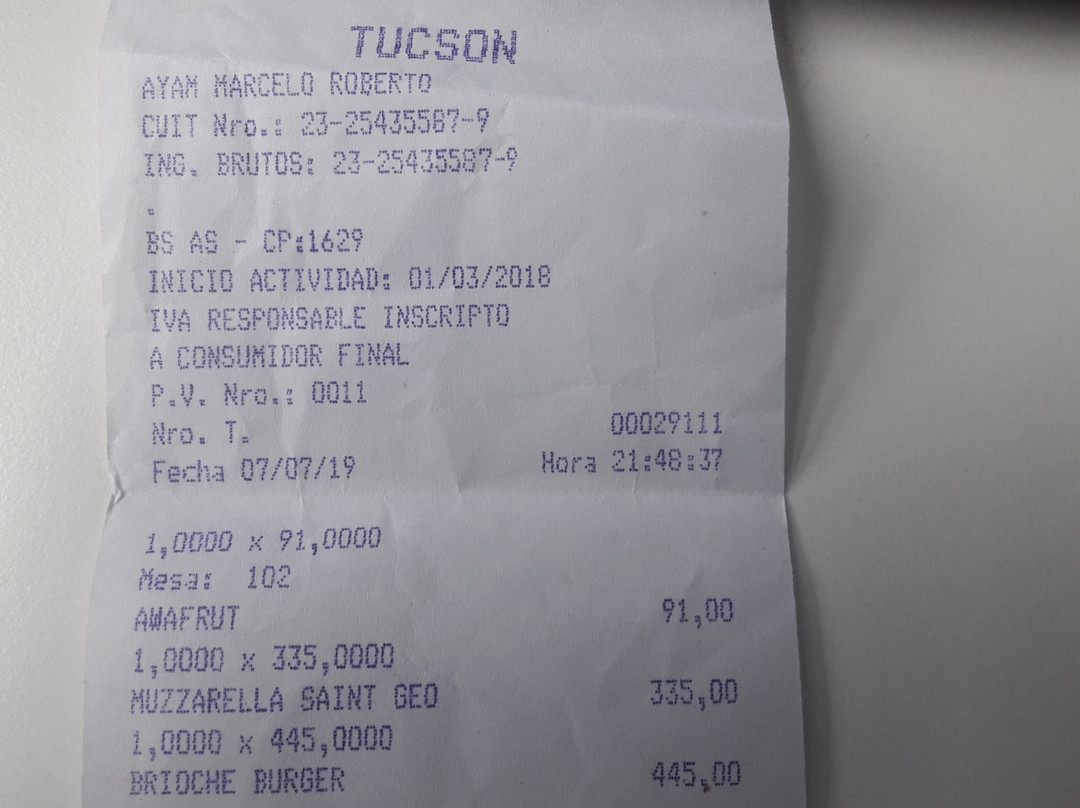 TUCSON
AYAM MARCELO ROBERTO
CUIT Nro.: 23-25435587-9
ING. BRUTOS: 23-25435587-9
.
BS AS - CP:1629
INICIO ACTIVIDAD: 01/03/2018
IVA RESPONSABLE INSCRIPTO
A CONSUMIDOR FINAL
P.V. Nro.: 0011
Nro. T. 00029111
Fecha 07/07/19 Hora 21:48:37
1,0000 x 91,0000
Mesa: 102
AWAFRUT 91,00
1,0000 x 335,0000
MUZZARELLA SAINT GEO 335,00
1,0000 x 445,0000
BRIOCHE BURGER 445,00